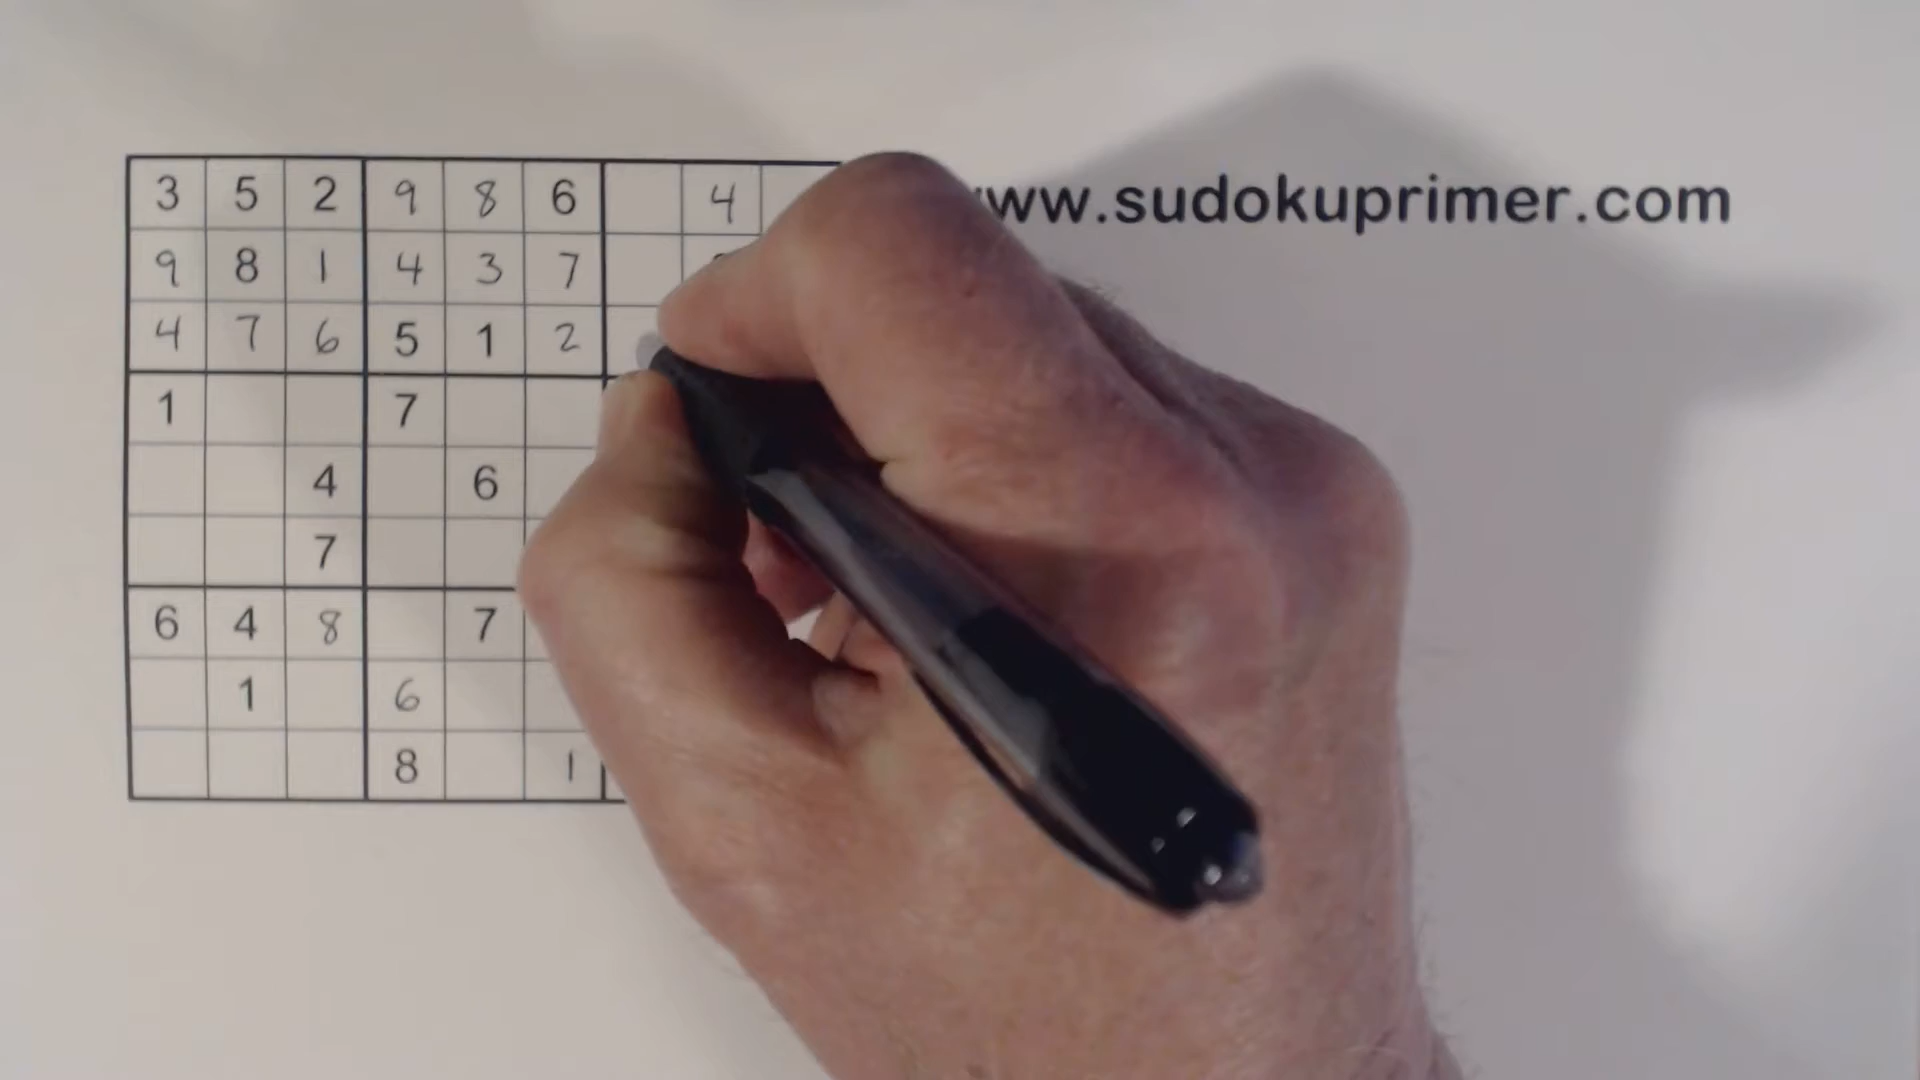 3 5 2 9 8 6 4
www.sudokuprimer.com
9 8 1 4 3 7
4 7 6 5 1 2
1 7
4 6
7
6 4 8 7
1 6
8 1